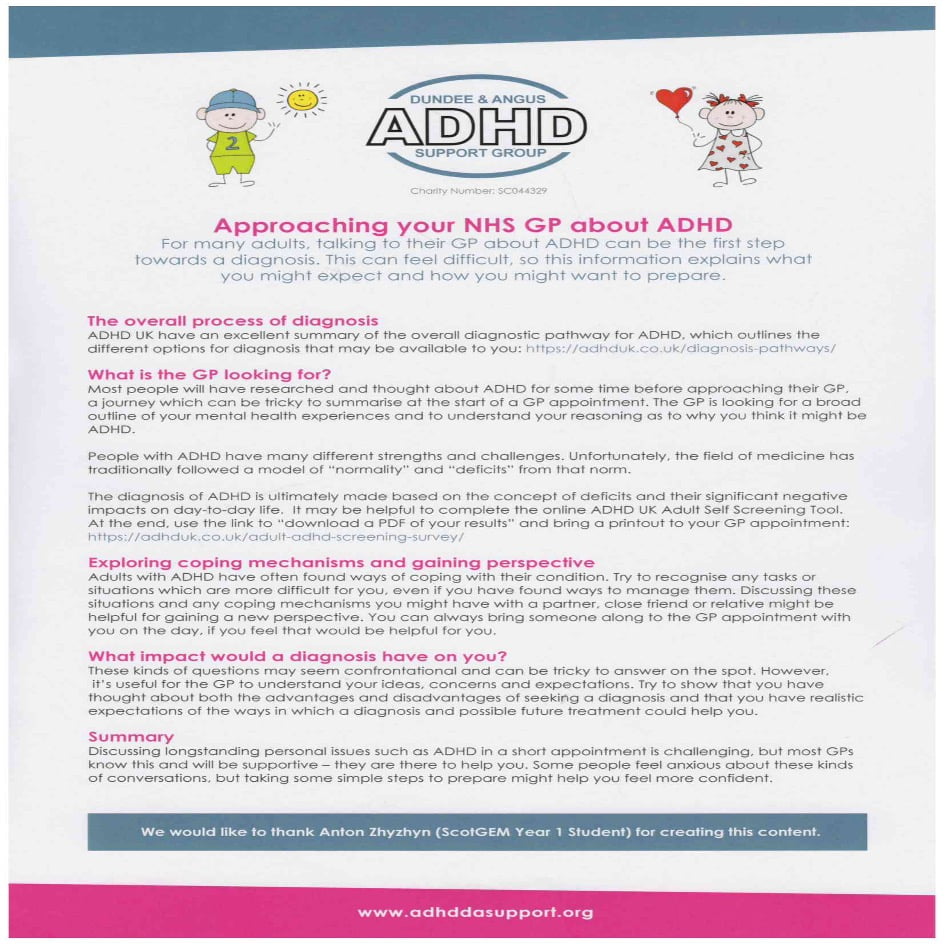 2
DUNDEE & ANGUS
ADHD
SUPPORT GROUP
Charity Number: SC044329
Approaching your NHS GP about ADHD
For many adults, talking to their GP about ADHD can be the first step
towards a diagnosis. This can feel difficult, so this information explains what
you might expect and how you might want to prepare.
The overall process of diagnosis
ADHD UK have an excellent summary of the overall diagnostic pathway for ADHD, which outlines the
different options for diagnosis that may be available to you: https://adhduk.co.uk/diagnosis-pathways/
What is the GP looking for?
Most people will have researched and thought about ADHD for some time before approaching their GP,
a journey which can be tricky to summarise at the start of a GP appointment. The GP is looking for a broad
outline of your mental health experiences and to understand your reasoning as to why you think it might be
ADHD.
People with ADHD have many different strengths and challenges. Unfortunately, the field of medicine has
traditionally followed a model of “normality” and “deficits” from that norm.
The diagnosis of ADHD is ultimately made based on the concept of deficits and their significant negative
impacts on day-to-day life. It may be helpful to complete the online ADHD UK Adult Self Screening Tool.
At the end, use the link to “download a PDF of your results” and bring a printout to your GP appointment:
https://adhduk.co.uk/adult-adhd-screening-survey/
Exploring coping mechanisms and gaining perspective
Adults with ADHD have often found ways of coping with their condition. Try to recognise any tasks or
situations which are more difficult for you, even if you have found ways to manage them. Discussing these
situations and any coping mechanisms you might have with a partner, close friend or relative might be
helpful for gaining a new perspective. You can always bring someone along to the GP appointment with
you on the day, if you feel that would be helpful for you.
What impact would a diagnosis have on you?
These kinds of questions may seem confrontational and can be tricky to answer on the spot. However,
it’s useful for the GP to understand your ideas, concerns and expectations. Try to show that you have
thought about both the advantages and disadvantages of seeking a diagnosis and that you have realistic
expectations of the ways in which a diagnosis and possible future treatment could help you.
Summary
Discussing longstanding personal issues such as ADHD in a short appointment is challenging, but most GPs
know this and will be supportive – they are there to help you. Some people feel anxious about these kinds
of conversations, but taking some simple steps to prepare might help you feel more confident.
We would like to thank Anton Zhyzhyn (ScotGEM Year 1 Student) for creating this content.
www.adhddasupport.org